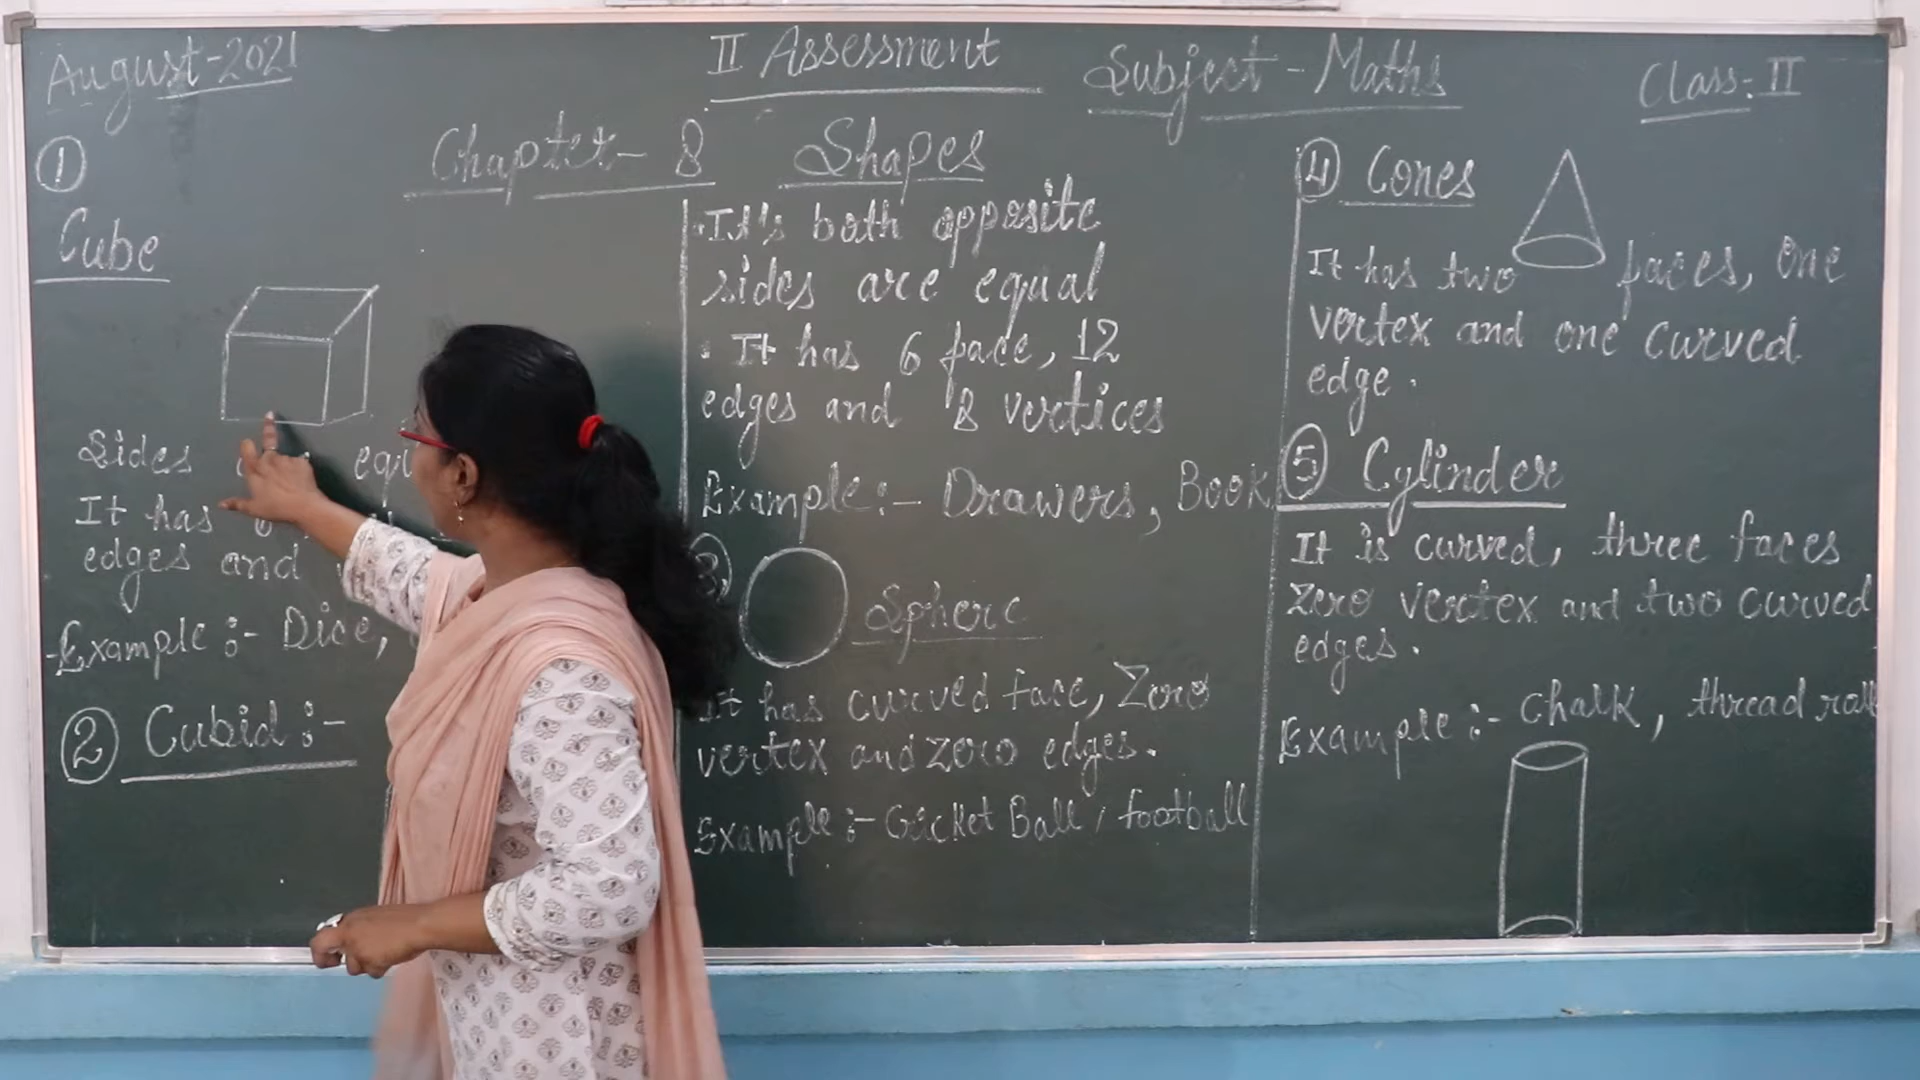 August-2021
II Assessment
Subject - Maths
Class: II
Chapter- 8 Shapes
①
Cube
Sides
It has
edges and
Example :- Dice,
② Cubid :-
It's both opposite
sides are equal
It has 6 face, 12
edges and 8 vertices
Example:- Drawers, Book
③ Sphere
It has curved face, Zero
vertex and zero edges.
Example :- Cricket Ball, football
④ Cones
It has two faces, One
vertex and one curved
edge.
⑤ Cylinder
It is curved, three faces
Zero vertex and two curved
edges.
Example :- Chalk, thread